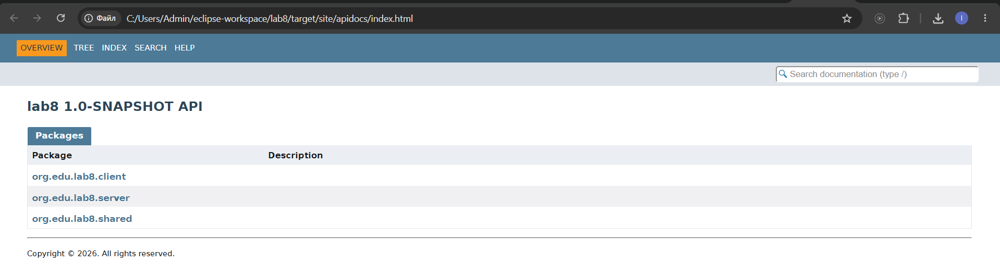 Файл C:/Users/Admin/eclipse-workspace/lab8/target/site/apidocs/index.html I
OVERVIEW TREE INDEX SEARCH HELP
Search documentation (type /)
lab8 1.0-SNAPSHOT API
Packages
Package Description
org.edu.lab8.client
org.edu.lab8.server
org.edu.lab8.shared
Copyright © 2026. All rights reserved.